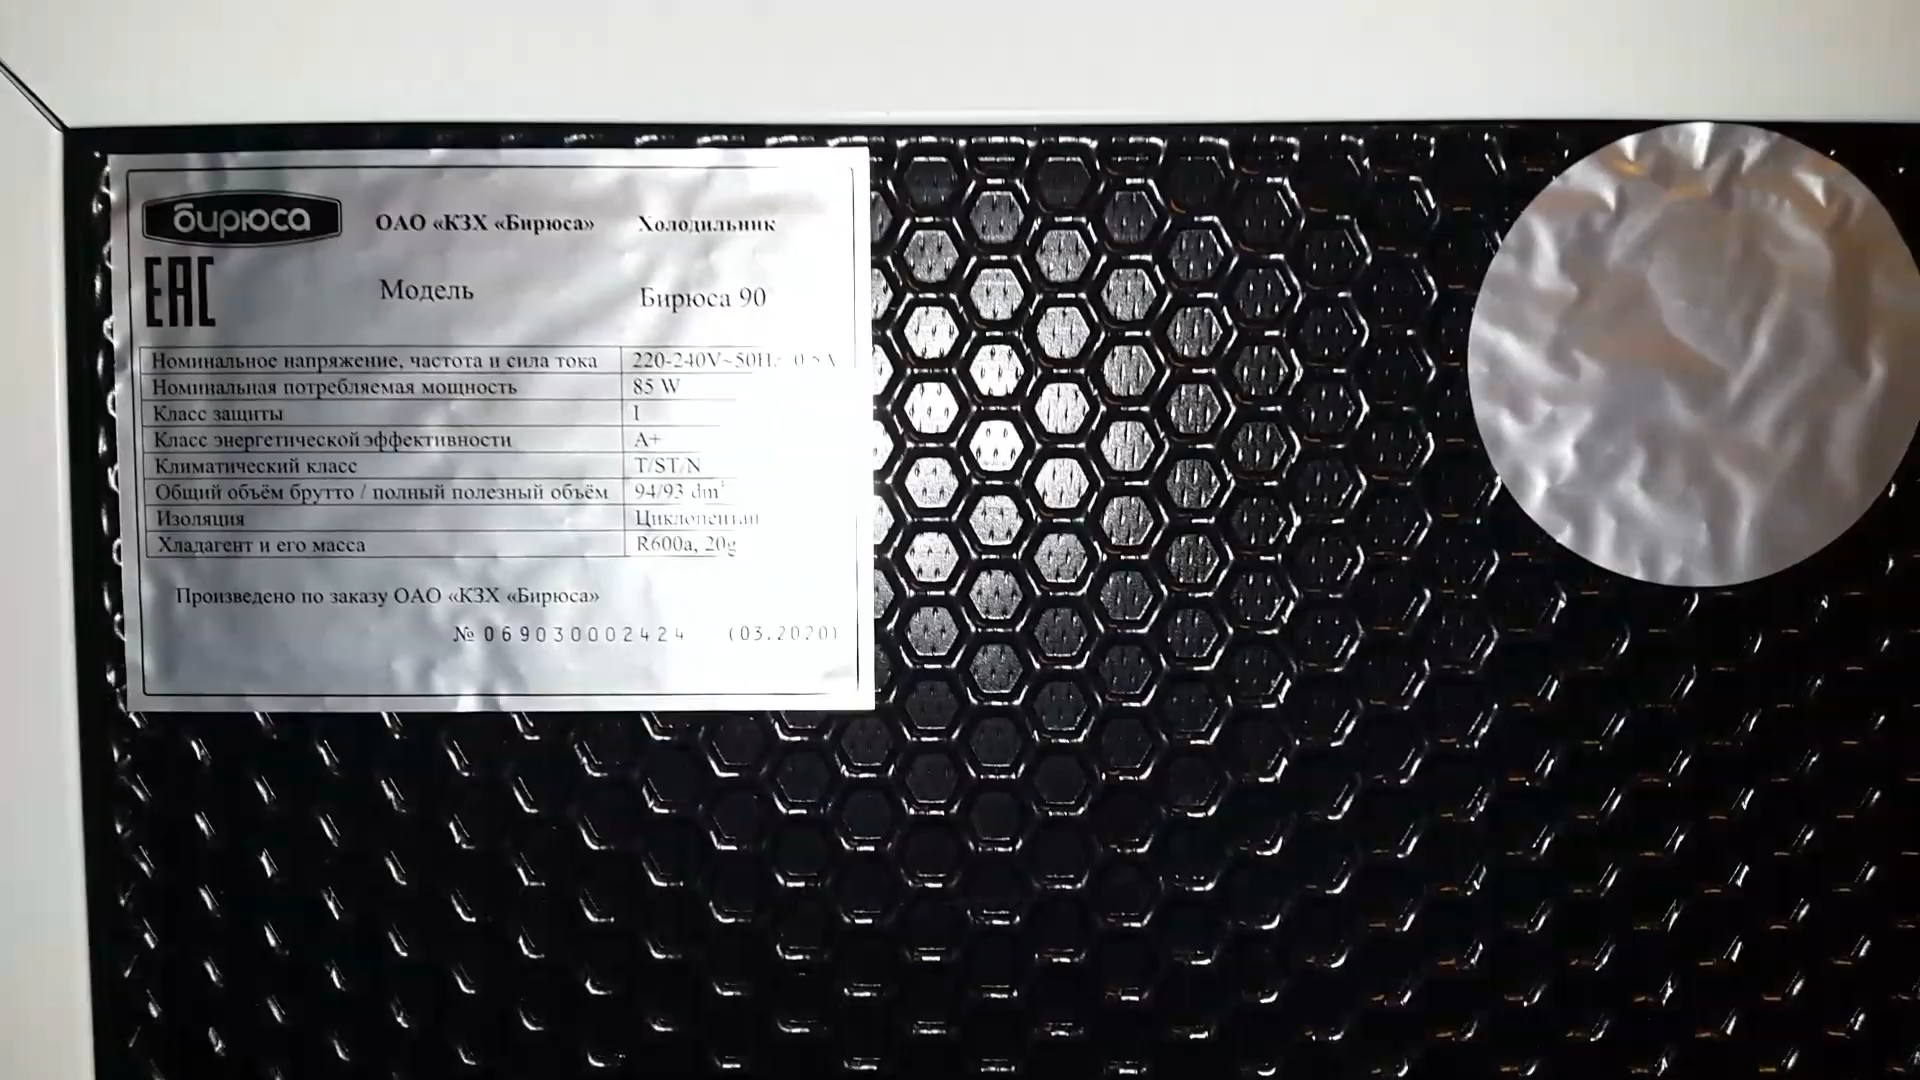 бирюса ОАО «КЗХ «Бирюса» Холодильник
EAC
Модель Бирюса 90
Номинальное напряжение, частота и сила тока 220-240V~50Hz
Номинальная потребляемая мощность 85 W
Класс защиты I
Класс энергетической эффективности A+
Климатический класс T/ST/N
Общий объём брутто / полный полезный объём 94/93 dm³
Изоляция Циклопентан
Хладагент и его масса R600a, 20g
Произведено по заказу ОАО «КЗХ «Бирюса»
№ 069030002424 (03.2020)